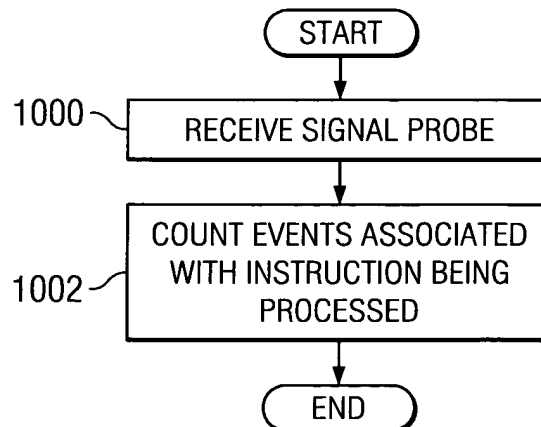 START
1000
RECEIVE SIGNAL PROBE
COUNT EVENTS ASSOCIATED
WITH INSTRUCTION BEING
1002
PROCESSED
END